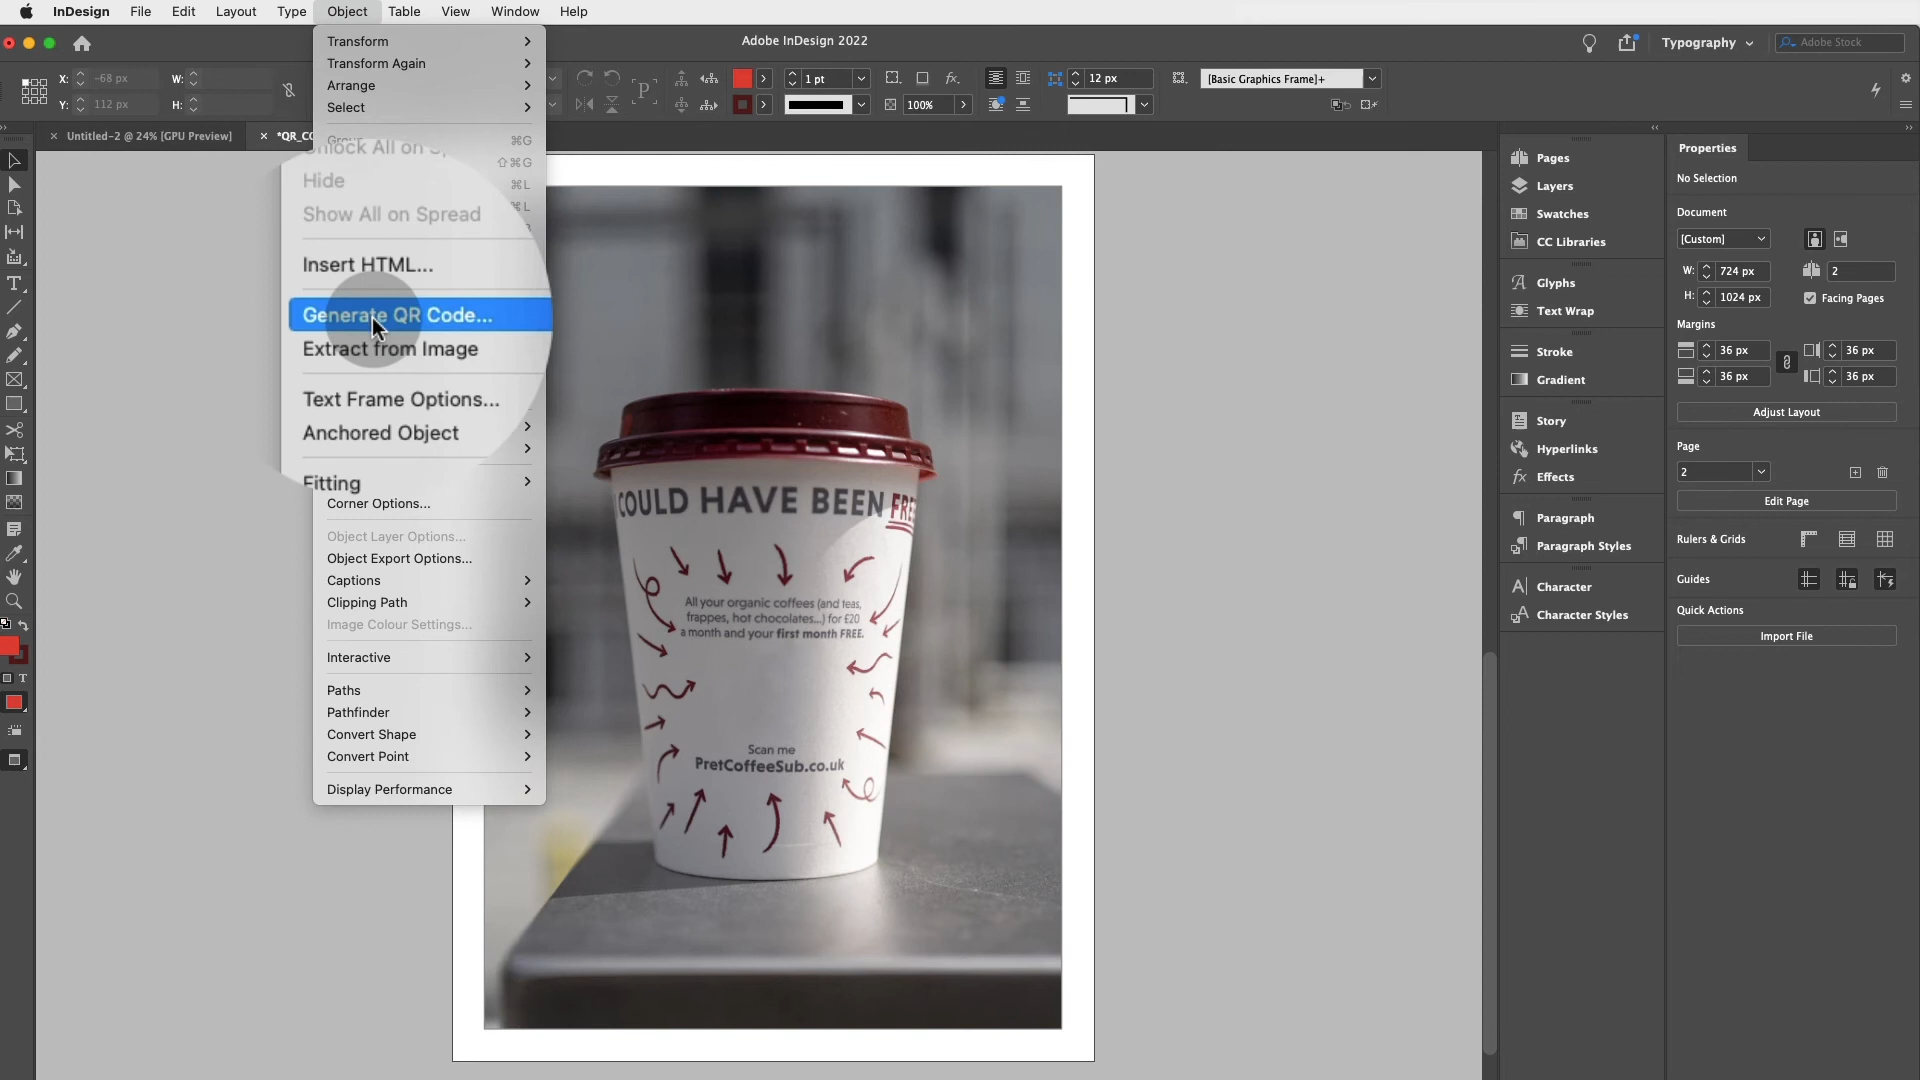 InDesign File Edit Layout Type Object Table View Window Help
Adobe InDesign 2022
Typography
Adobe Stock
X: -68 px
Y: 112 px
W:
H:
1 pt
100%
12 px
[Basic Graphics Frame]+
Untitled-2 @ 24% [GPU Preview]
Transform
Transform Again
Arrange
Select
⌘G
⇧⌘G
⌘L
Hide
Show All on Spread
Insert HTML...
Generate QR Code...
Extract from Image
Text Frame Options...
Anchored Object
Fitting
Corner Options...
Object Layer Options...
Object Export Options...
Captions
Clipping Path
Image Colour Settings...
Interactive
Paths
Pathfinder
Convert Shape
Convert Point
Display Performance
COULD HAVE BEEN FRE
All your organic coffees (and teas,
frappes, hot chocolates...) for £20
a month and your first month FREE.
Scan me
PretCoffeeSub.co.uk
Pages
Layers
Swatches
CC Libraries
Glyphs
Text Wrap
Stroke
Gradient
Story
Hyperlinks
Effects
Paragraph
Paragraph Styles
Character
Character Styles
Properties
No Selection
Document
[Custom]
W: 724 px
2
H: 1024 px
Facing Pages
Margins
36 px 36 px
36 px 36 px
Adjust Layout
Page
2
Edit Page
Rulers & Grids
Guides
Quick Actions
Import File